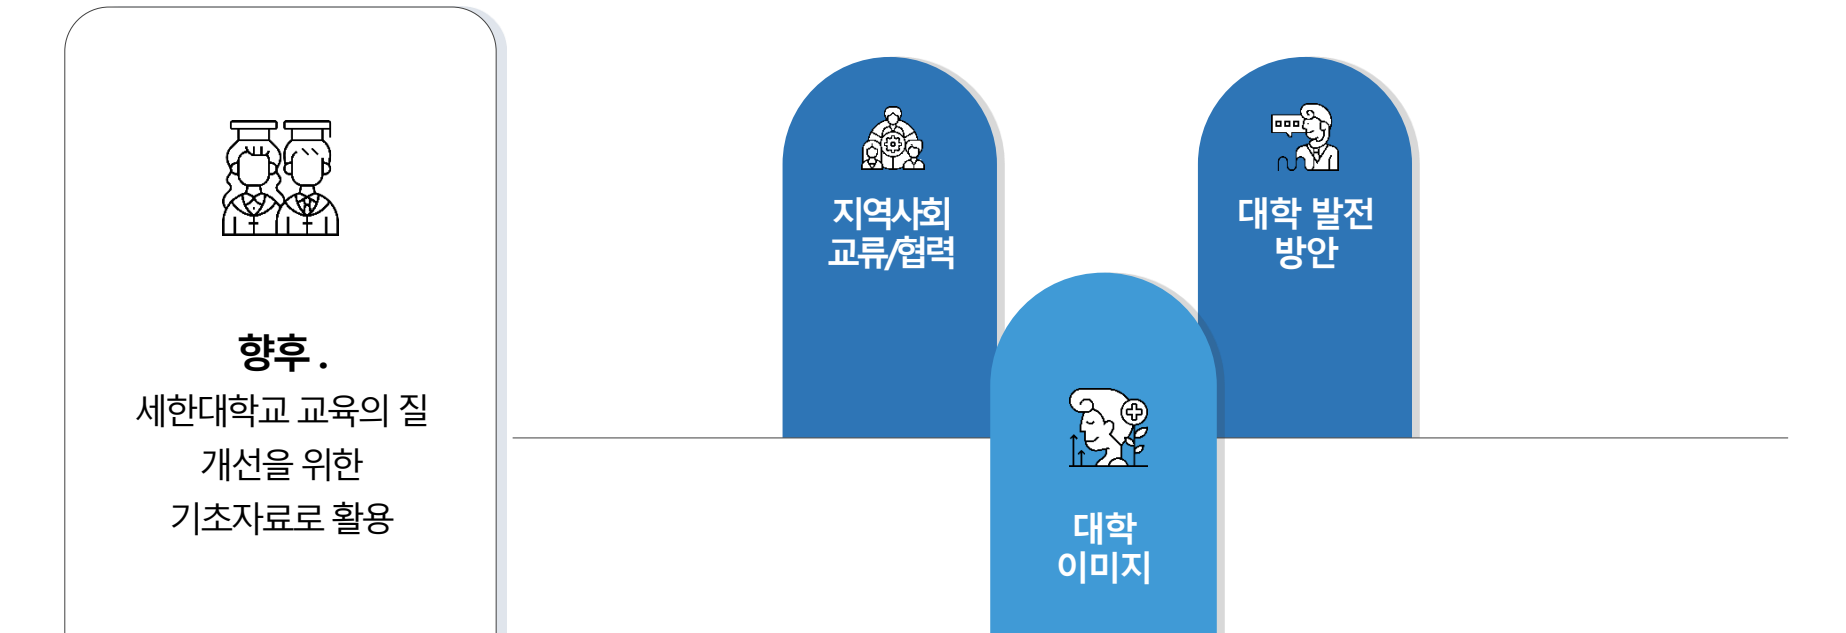 향후 .
세한대학교 교육의 질
개선을 위한
기초자료로 활용
지역사회
교류/협력
대학 발전
방안
대학
이미지